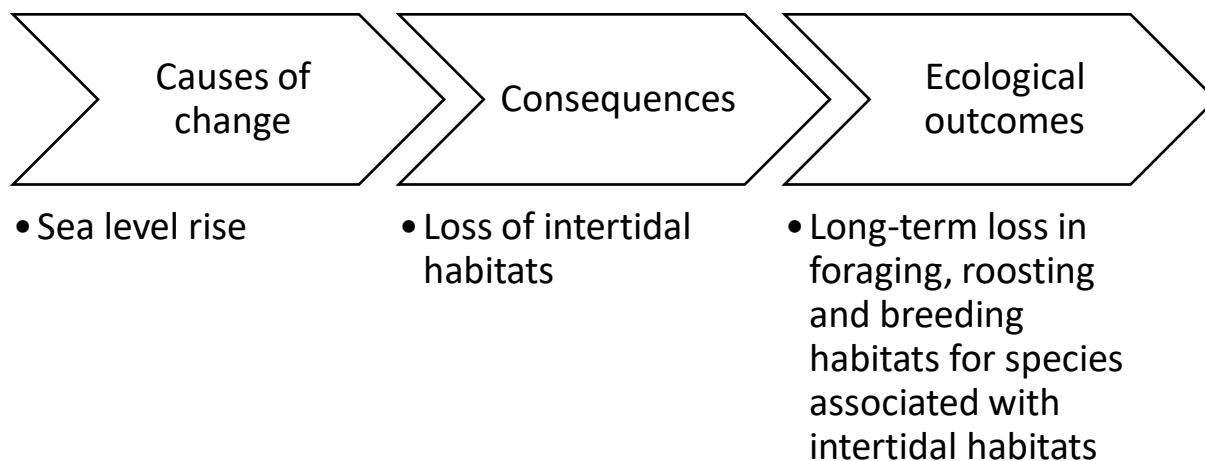 Causes of
change
Consequences
Ecological
outcomes
• Sea level rise
• Loss of intertidal
habitats
• Long-term loss in
foraging, roosting
and breeding
habitats for species
associated with
intertidal habitats